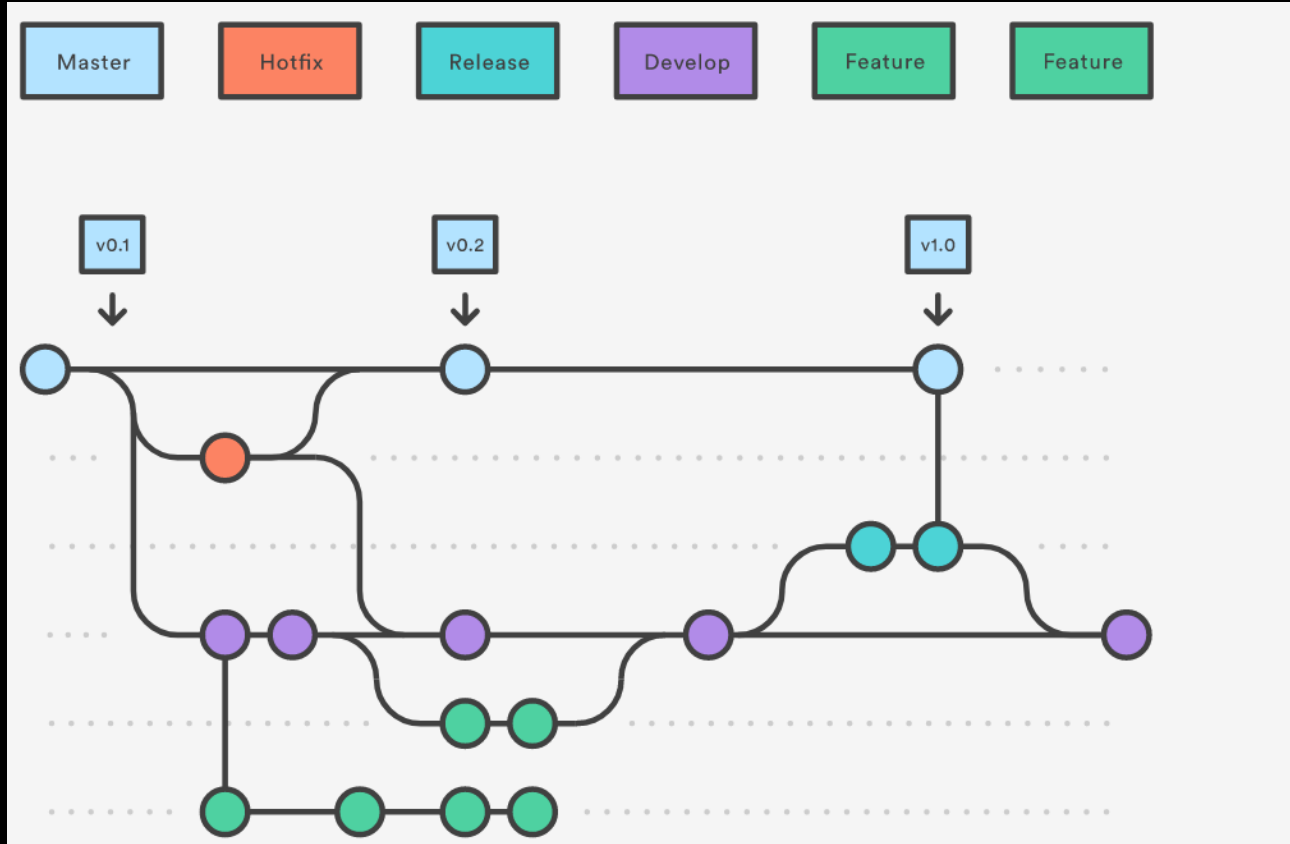 Master
Hotfix
Release
Develop
Feature
Feature
v0.1
v0.2
v1.0